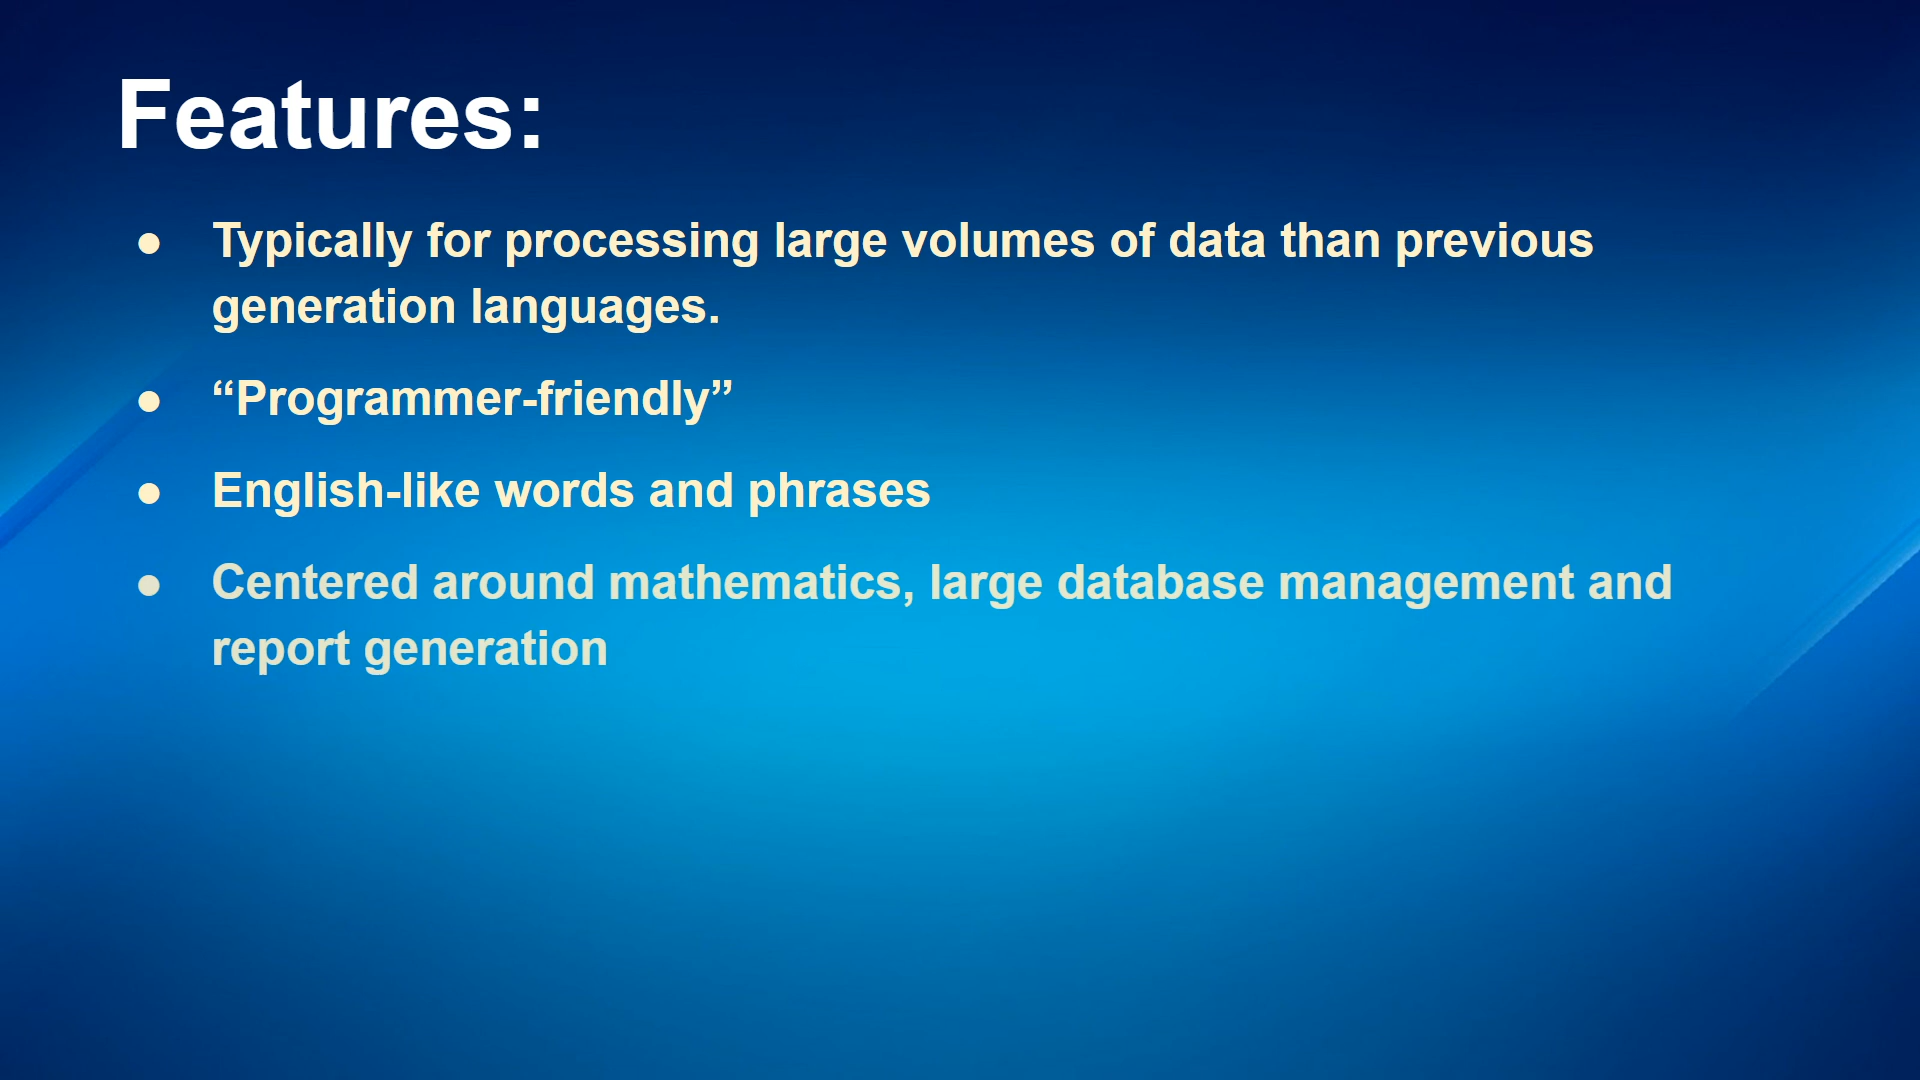 Features:
● Typically for processing large volumes of data than previous
generation languages.
● “Programmer-friendly”
● English-like words and phrases
● Centered around mathematics, large database management and
report generation